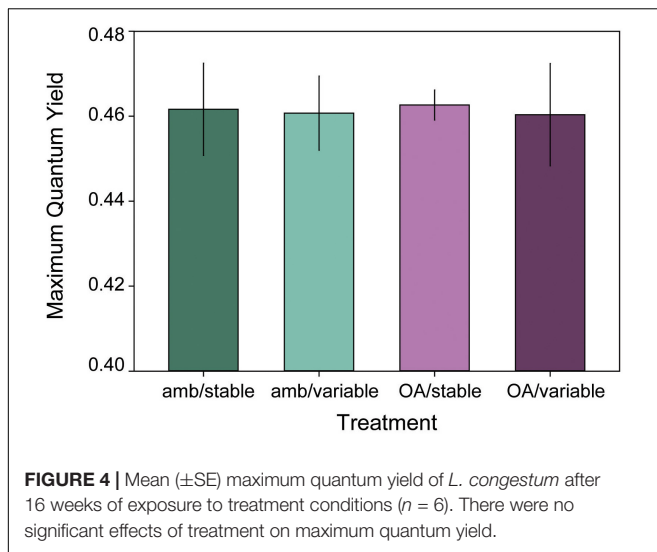 0.48
0.46
0.44
0.42
0.40
Maximum Quantum Yield
amb/stable amb/variable OA/stable OA/variable
Treatment
FIGURE 4 | Mean (±SE) maximum quantum yield of L. congestum after
16 weeks of exposure to treatment conditions (n = 6). There were no
significant effects of treatment on maximum quantum yield.